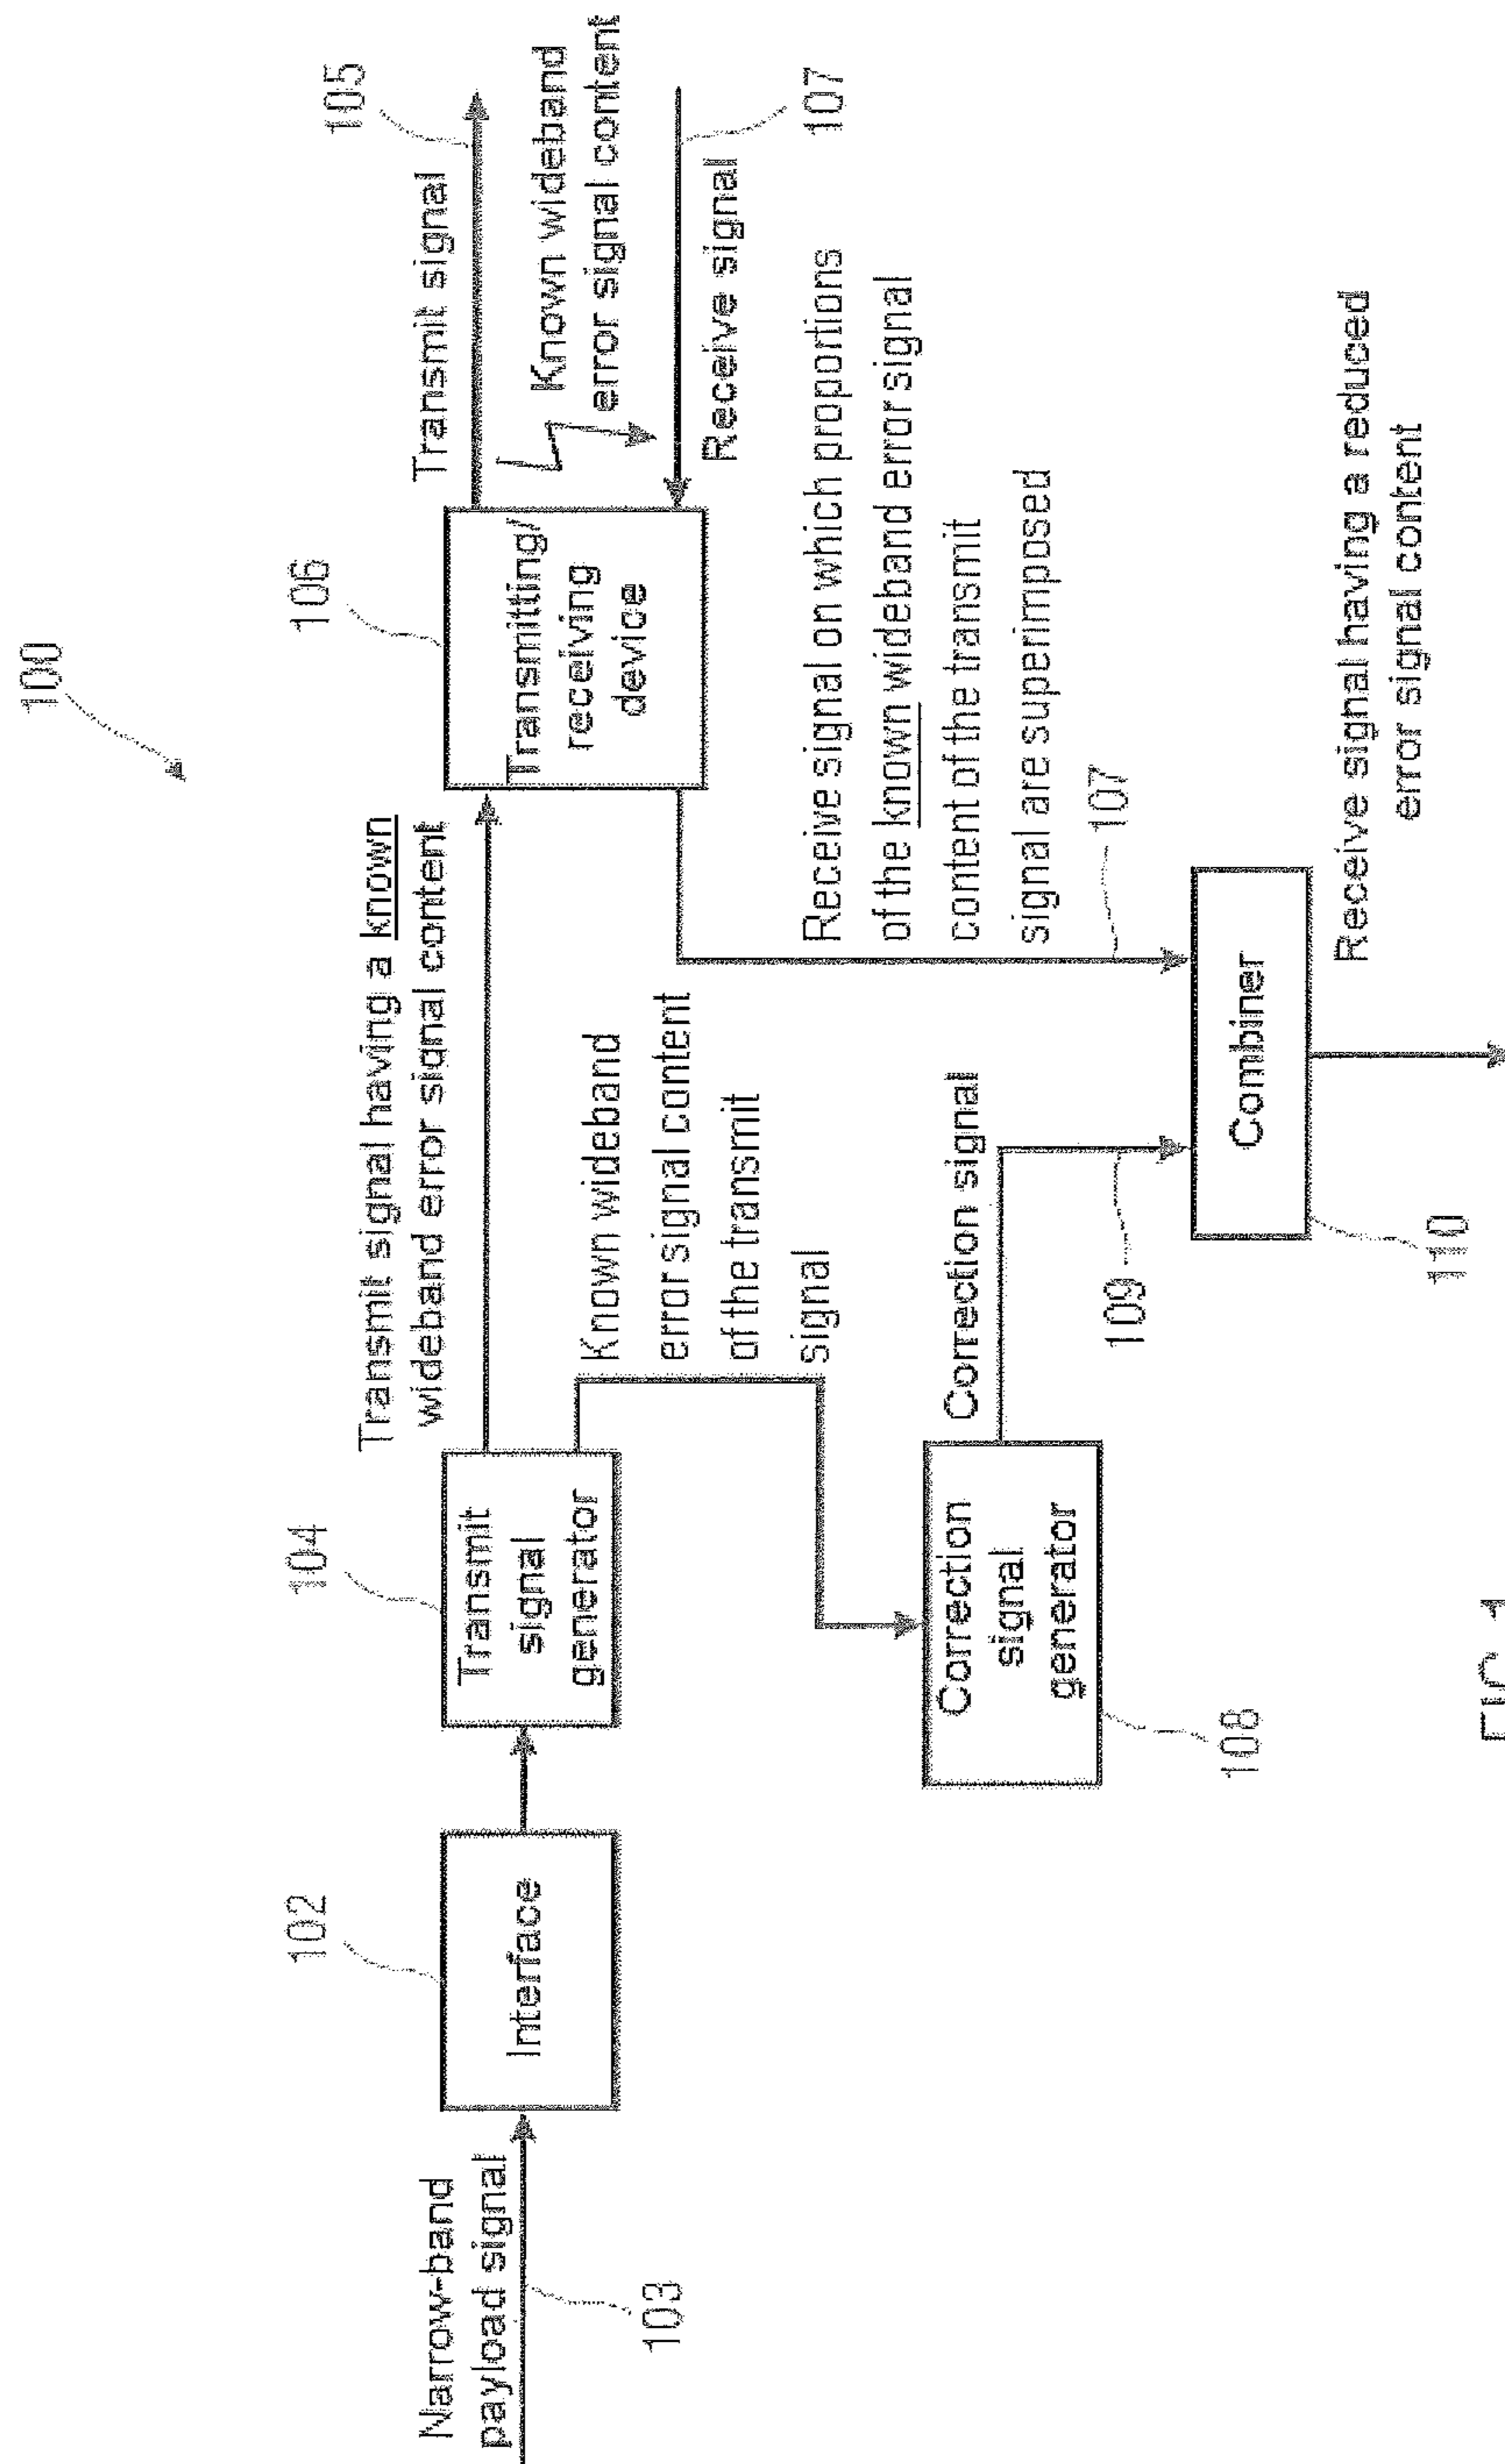 100
Narrow-band
payload signal
103
102
Interface
104
Transmit
signal
generator
Transmit signal having a known
wideband error signal content
106
Transmitting/
receiving
device
Transmit signal
105
Known wideband
error signal content
Receive signal
107
Known wideband
error signal content
of the transmit
signal
Receive signal on which proportions
of the known wideband error signal
content of the transmit
signal are superimposed
107
Correction
signal
generator
108
Correction signal
109
Combiner
110
Receive signal having a reduced
error signal content
FIG. 1